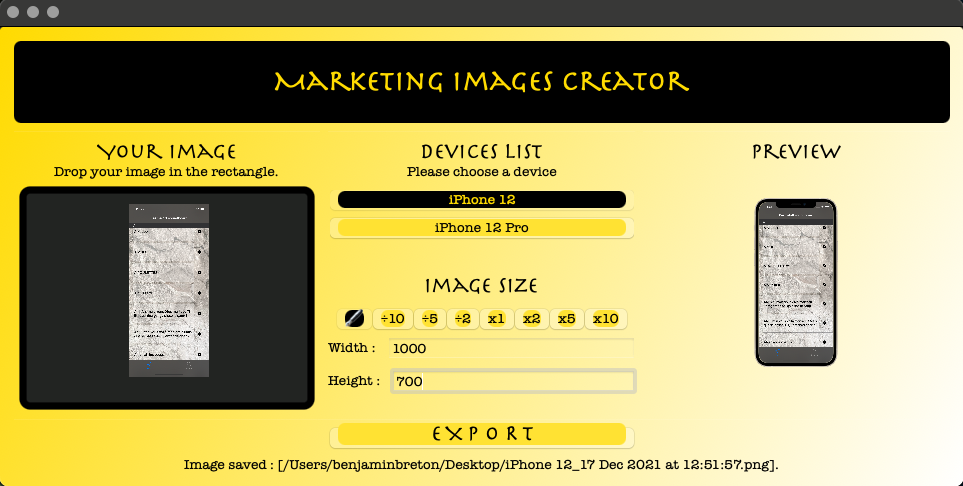 Marketing Images Creator
Your image
Drop your image in the rectangle.
Devices list
Please choose a device
iPhone 12
iPhone 12 Pro
Image size
÷10 ÷5 ÷2 x1 x2 x5 x10
Width : 1000
Height : 700
EXPORT
Preview
Image saved : [/Users/benjaminbreton/Desktop/iPhone 12_17 Dec 2021 at 12:51:57.png].